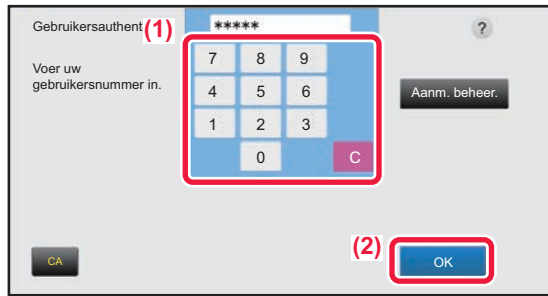 Gebruikersauthent
(1)
*****
?
Voer uw
gebruikersnummer in.
7 8 9
4 5 6
1 2 3
0 C
Aanm. beheer.
(2)
CA
OK